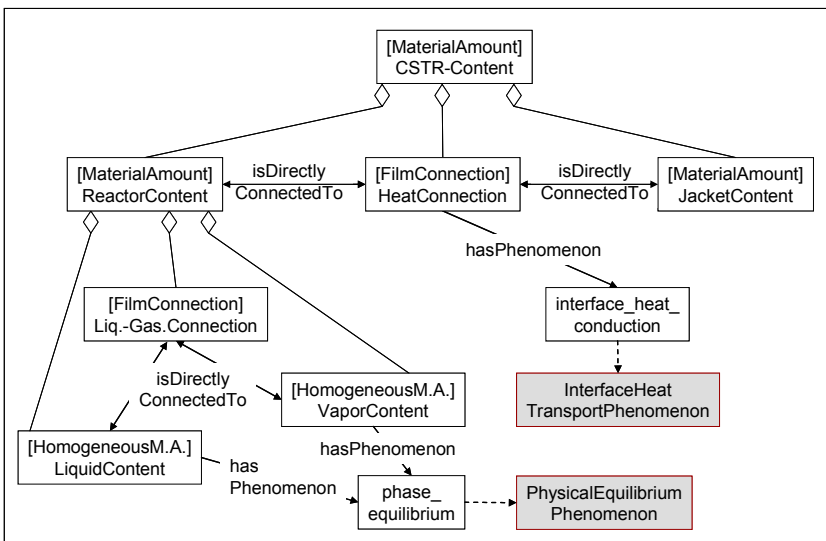 [MaterialAmount]
CSTR-Content
[MaterialAmount]
ReactorContent
isDirectly
ConnectedTo
[FilmConnection]
HeatConnection
isDirectly
ConnectedTo
[MaterialAmount]
JacketContent
hasPhenomenon
[FilmConnection]
Liq.-Gas.Connection
interface_heat_
conduction
isDirectly
ConnectedTo
[HomogeneousM.A.]
VaporContent
InterfaceHeat
TransportPhenomenon
[HomogeneousM.A.]
LiquidContent
has
Phenomenon
hasPhenomenon
phase_
equilibrium
PhysicalEquilibrium
Phenomenon